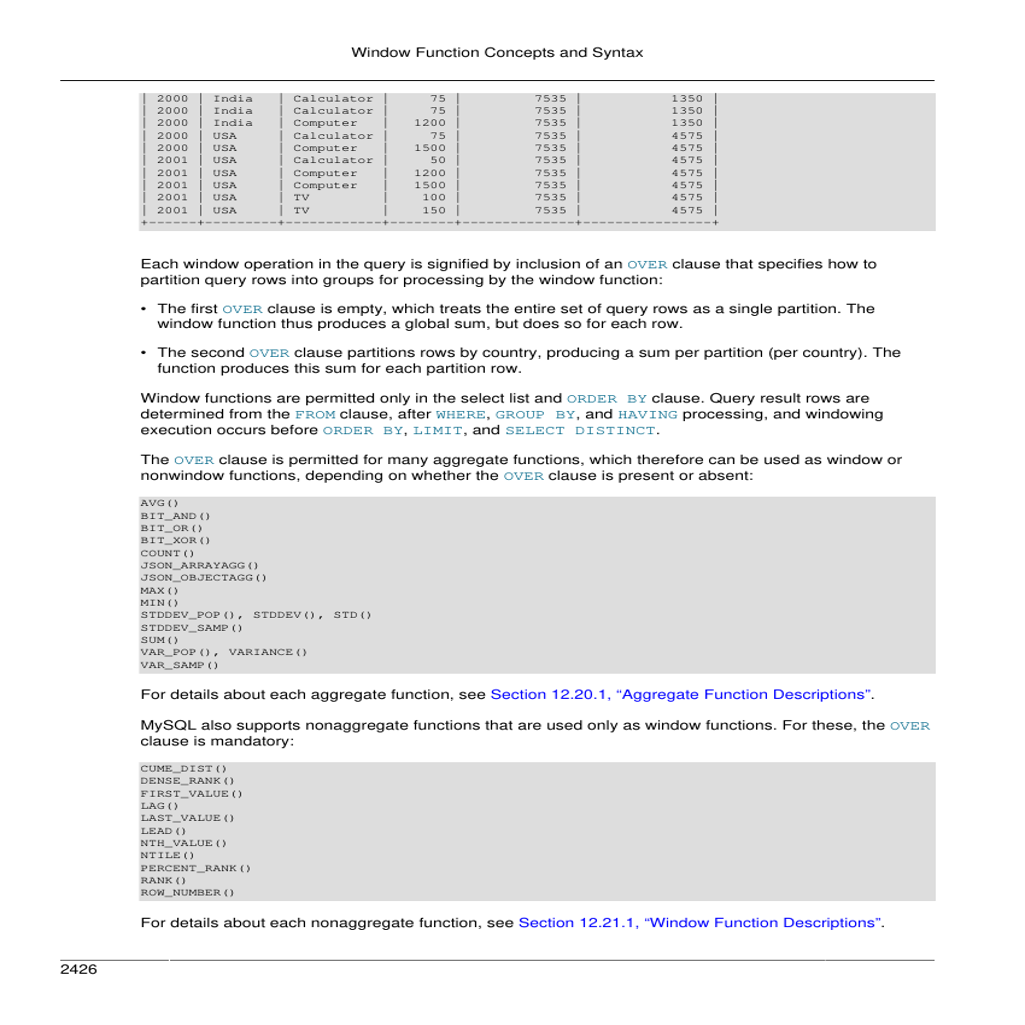 Window Function Concepts and Syntax
| 2000 | India | Calculator | 75 | 7535 | 1350 |
| 2000 | India | Calculator | 75 | 7535 | 1350 |
| 2000 | India | Computer | 1200 | 7535 | 1350 |
| 2000 | USA | Calculator | 75 | 7535 | 4575 |
| 2000 | USA | Computer | 1500 | 7535 | 4575 |
| 2001 | USA | Calculator | 50 | 7535 | 4575 |
| 2001 | USA | Computer | 1200 | 7535 | 4575 |
| 2001 | USA | Computer | 1500 | 7535 | 4575 |
| 2001 | USA | TV | 100 | 7535 | 4575 |
| 2001 | USA | TV | 150 | 7535 | 4575 |
+------+---------+------------+--------+--------------+----------------+
Each window operation in the query is signified by inclusion of an OVER clause that specifies how to
partition query rows into groups for processing by the window function:
• The first OVER clause is empty, which treats the entire set of query rows as a single partition. The
window function thus produces a global sum, but does so for each row.
• The second OVER clause partitions rows by country, producing a sum per partition (per country). The
function produces this sum for each partition row.
Window functions are permitted only in the select list and ORDER BY clause. Query result rows are
determined from the FROM clause, after WHERE, GROUP BY, and HAVING processing, and windowing
execution occurs before ORDER BY, LIMIT, and SELECT DISTINCT.
The OVER clause is permitted for many aggregate functions, which therefore can be used as window or
nonwindow functions, depending on whether the OVER clause is present or absent:
AVG()
BIT_AND()
BIT_OR()
BIT_XOR()
COUNT()
JSON_ARRAYAGG()
JSON_OBJECTAGG()
MAX()
MIN()
STDDEV_POP(), STDDEV(), STD()
STDDEV_SAMP()
SUM()
VAR_POP(), VARIANCE()
VAR_SAMP()
For details about each aggregate function, see Section 12.20.1, “Aggregate Function Descriptions”.
MySQL also supports nonaggregate functions that are used only as window functions. For these, the OVER
clause is mandatory:
CUME_DIST()
DENSE_RANK()
FIRST_VALUE()
LAG()
LAST_VALUE()
LEAD()
NTH_VALUE()
NTILE()
PERCENT_RANK()
RANK()
ROW_NUMBER()
For details about each nonaggregate function, see Section 12.21.1, “Window Function Descriptions”.
2426